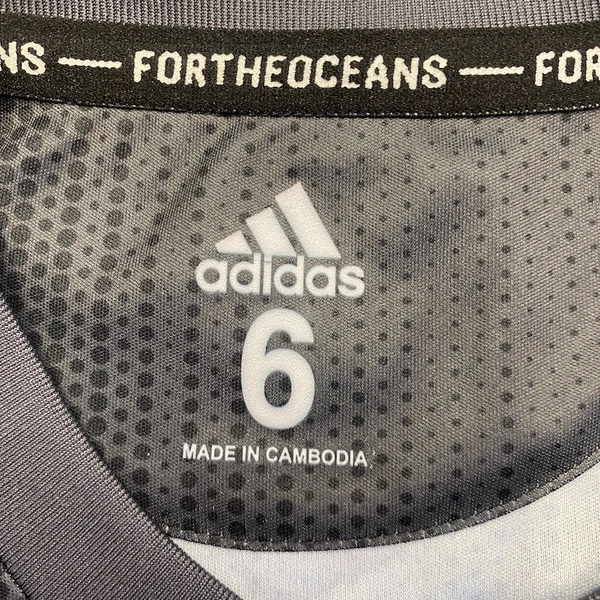 NS — FORTHEOCEANS — FOR
adidas
6
MADE IN CAMBODIA